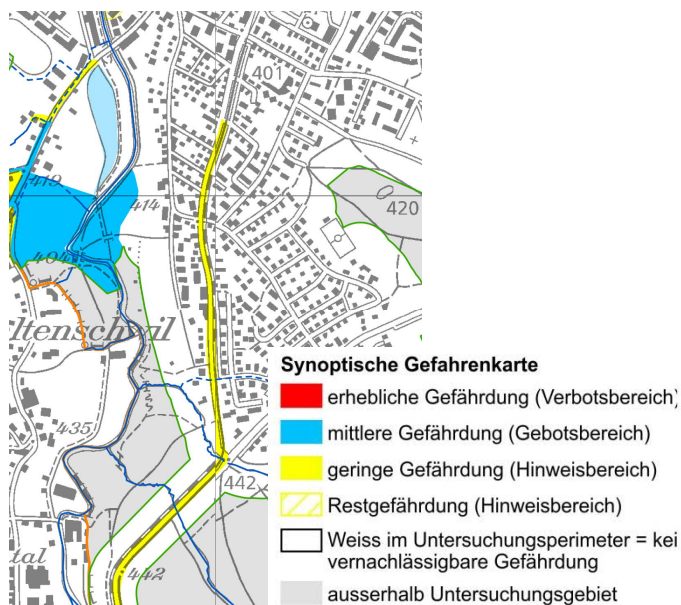 401
419
420
414
404
ltenschwil
435
442
tal
442
Synoptische Gefahrenkarte
erhebliche Gefährdung (Verbotsbereich)
mittlere Gefährdung (Gebotsbereich)
geringe Gefährdung (Hinweisbereich)
Restgefährdung (Hinweisbereich)
Weiss im Untersuchungsperimeter = kei
vernachlässigbare Gefährdung
ausserhalb Untersuchungsgebiet